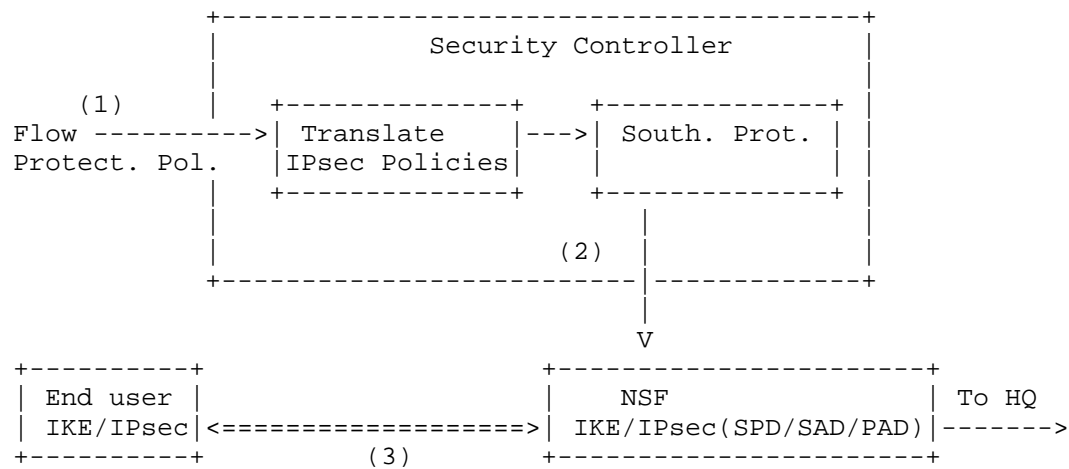 Security Controller
(1)
Flow Translate South. Prot.
Protect. Pol. IPsec Policies
(2)
V
End user NSF To HQ
IKE/IPsec IKE/IPsec(SPD/SAD/PAD)
(3)